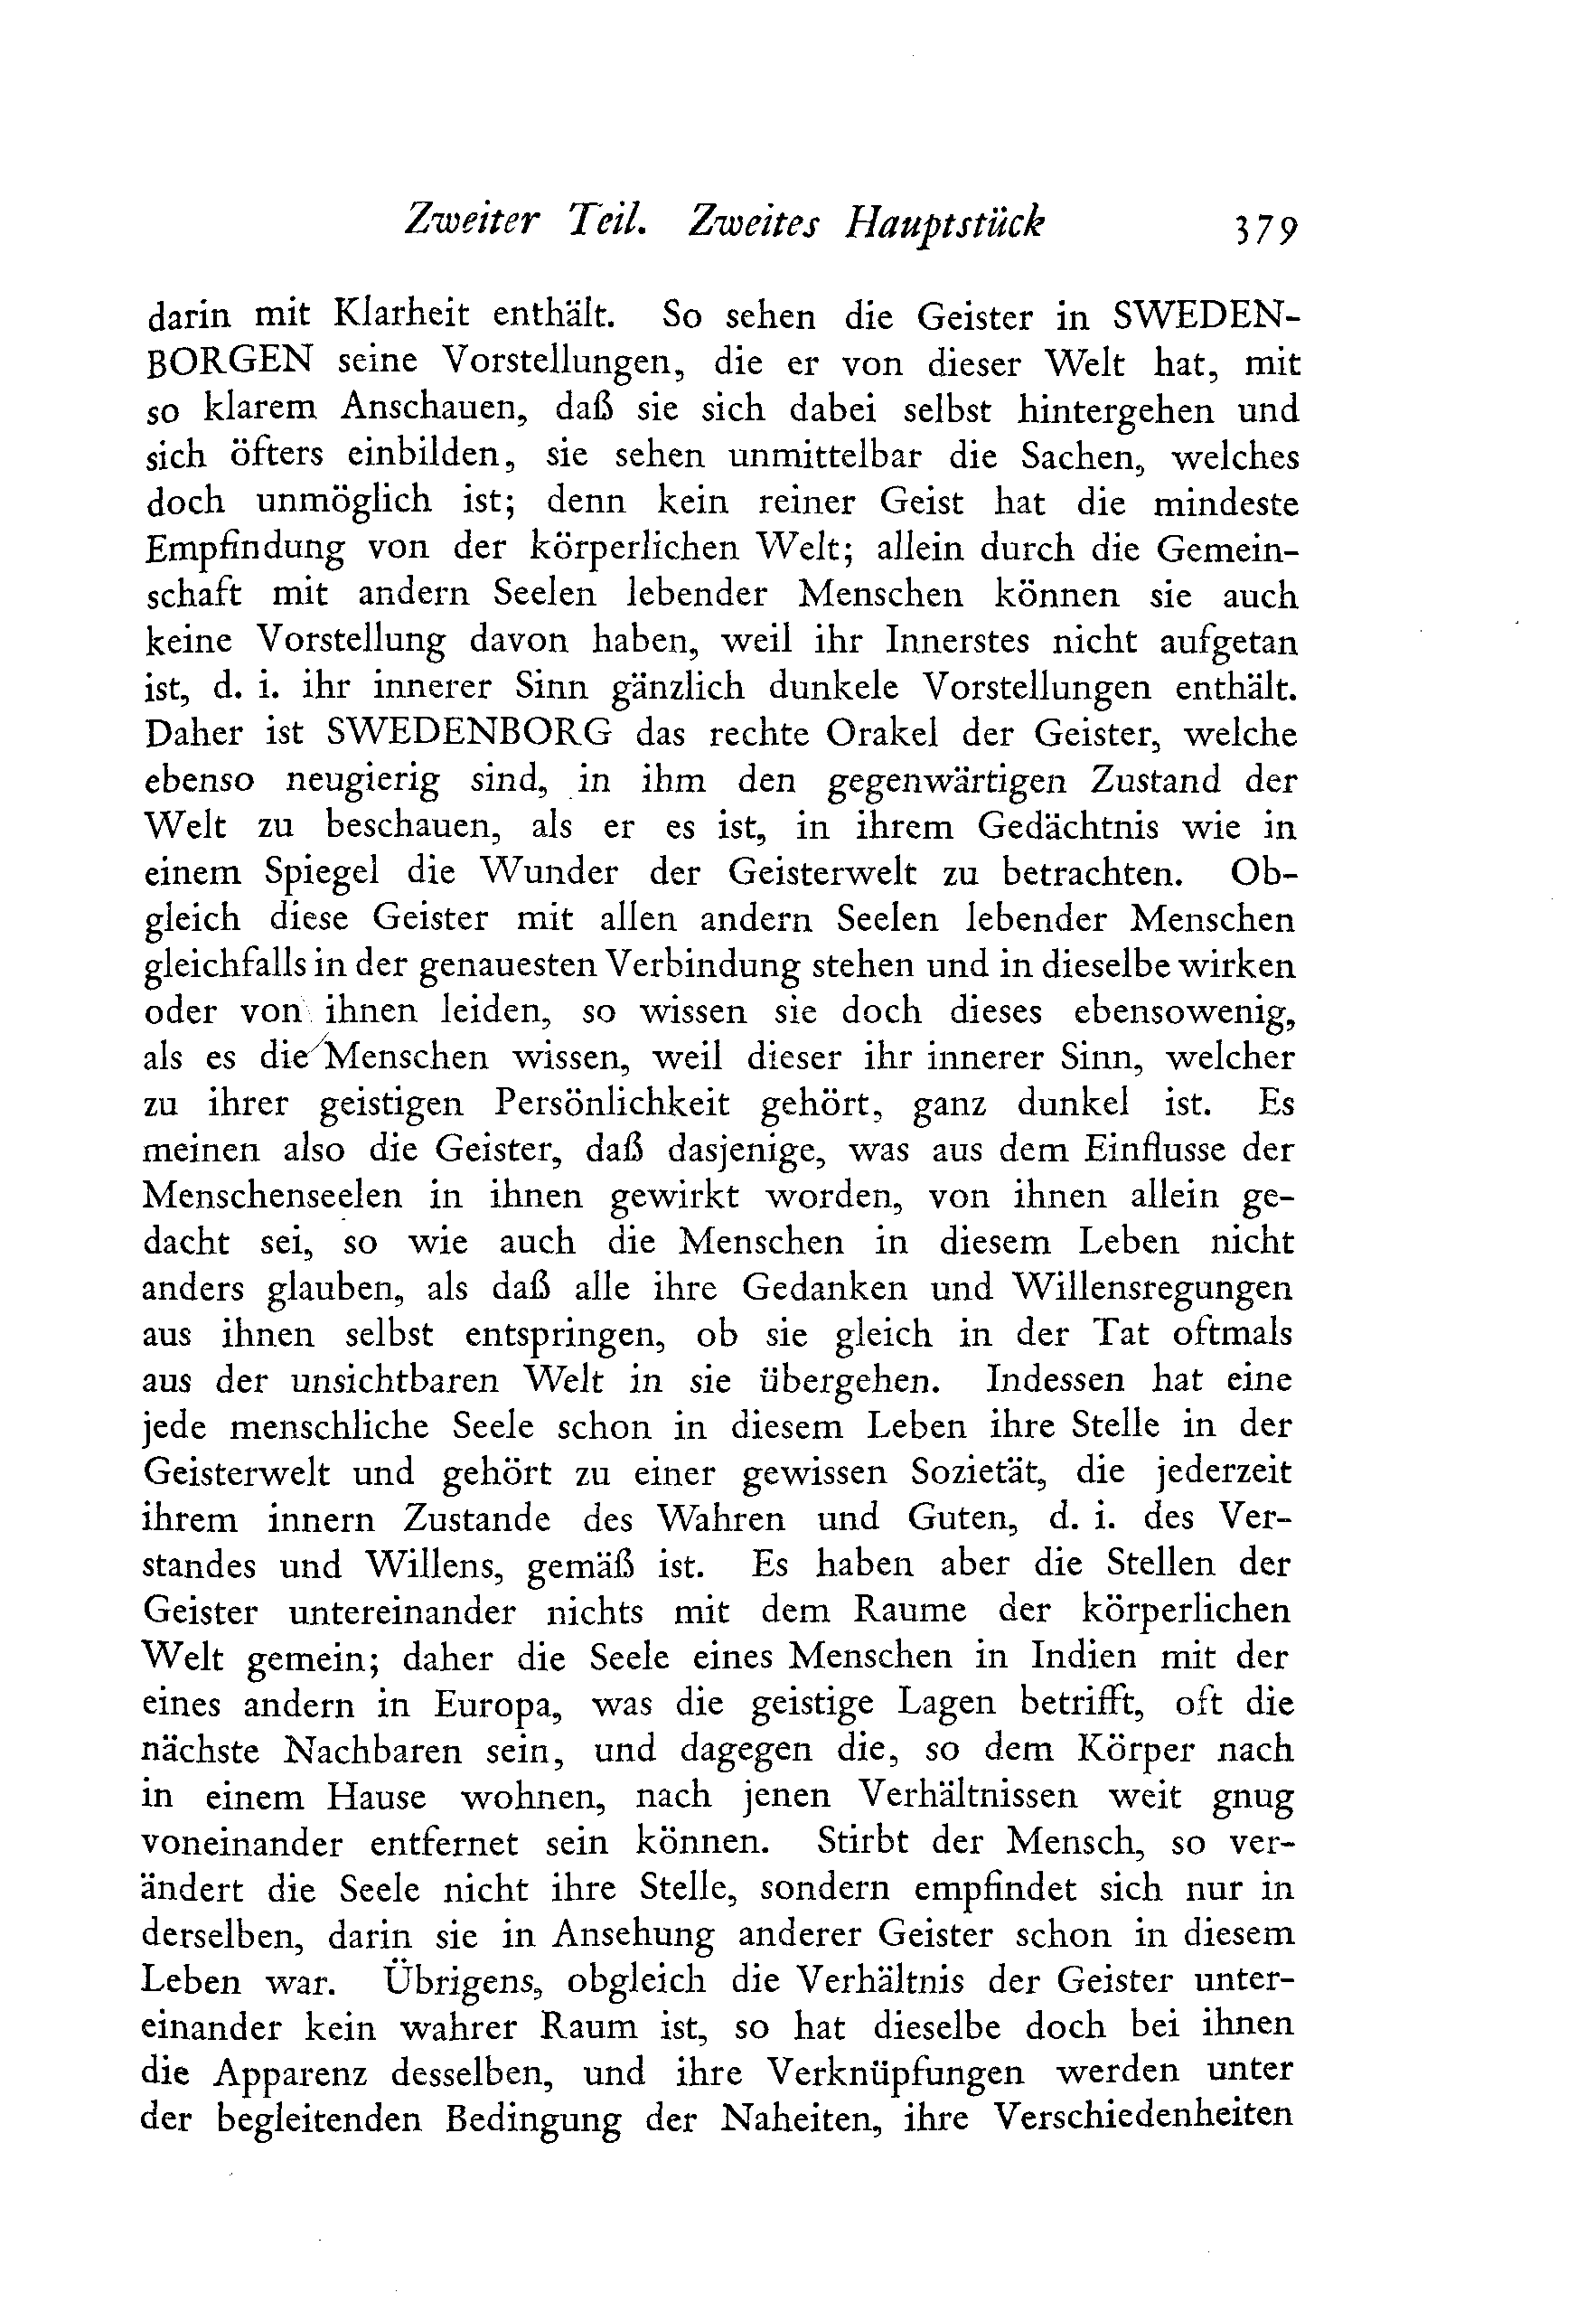 Zweiter Teil. Zweites Hauptstück 379
darin mit Klarheit enthält. So sehen die Geister in SWEDEN-
BORGEN seine Vorstellungen, die er von dieser Welt hat, mit
so klarem Anschauen, daß sie sich dabei selbst hintergehen und
sich öfters einbilden, sie sehen unmittelbar die Sachen, welches
doch unmöglich ist; denn kein reiner Geist hat die mindeste
Empfindung von der körperlichen Welt; allein durch die Gemein-
schaft mit andern Seelen lebender Menschen können sie auch
keine Vorstellung davon haben, weil ihr Innerstes nicht aufgetan
ist, d. i. ihr innerer Sinn gänzlich dunkele Vorstellungen enthält.
Daher ist SWEDENBORG das rechte Orakel der Geister, welche
ebenso neugierig sind, in ihm den gegenwärtigen Zustand der
Welt zu beschauen, als er es ist, in ihrem Gedächtnis wie in
einem Spiegel die Wunder der Geisterwelt zu betrachten. Ob-
gleich diese Geister mit allen andern Seelen lebender Menschen
gleichfalls in der genauesten Verbindung stehen und in dieselbe wirken
oder von ihnen leiden, so wissen sie doch dieses ebensowenig,
als es die Menschen wissen, weil dieser ihr innerer Sinn, welcher
zu ihrer geistigen Persönlichkeit gehört, ganz dunkel ist. Es
meinen also die Geister, daß dasjenige, was aus dem Einflusse der
Menschenseelen in ihnen gewirkt worden, von ihnen allein ge-
dacht sei, so wie auch die Menschen in diesem Leben nicht
anders glauben, als daß alle ihre Gedanken und Willensregungen
aus ihnen selbst entspringen, ob sie gleich in der Tat oftmals
aus der unsichtbaren Welt in sie übergehen. Indessen hat eine
jede menschliche Seele schon in diesem Leben ihre Stelle in der
Geisterwelt und gehört zu einer gewissen Sozietät, die jederzeit
ihrem innern Zustande des Wahren und Guten, d. i. des Ver-
standes und Willens, gemäß ist. Es haben aber die Stellen der
Geister untereinander nichts mit dem Raume der körperlichen
Welt gemein; daher die Seele eines Menschen in Indien mit der
eines andern in Europa, was die geistige Lagen betrifft, oft die
nächste Nachbaren sein, und dagegen die, so dem Körper nach
in einem Hause wohnen, nach jenen Verhältnissen weit gnug
voneinander entfernet sein können. Stirbt der Mensch, so ver-
ändert die Seele nicht ihre Stelle, sondern empfindet sich nur in
derselben, darin sie in Ansehung anderer Geister schon in diesem
Leben war. Übrigens, obgleich die Verhältnis der Geister unter-
einander kein wahrer Raum ist, so hat dieselbe doch bei ihnen
die Apparenz desselben, und ihre Verknüpfungen werden unter
der begleitenden Bedingung der Naheiten, ihre Verschiedenheiten